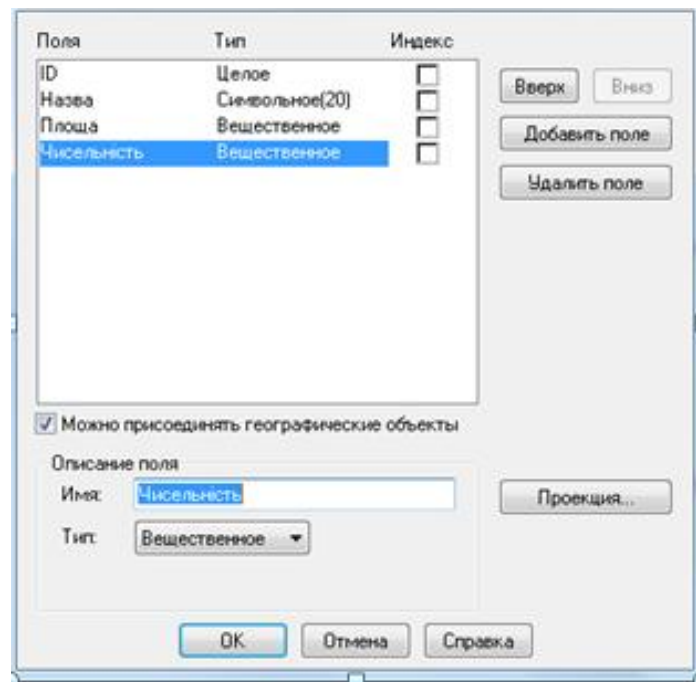 Поля Тип Индекс
ID Целое
Назва Символьное(20)
Площа Вещественное
Чисельність Вещественное
Вверх Вниз
Добавить поле
Удалить поле
Можно присоединять географические объекты
Описание поля
Имя: Чисельність
Тип: Вещественное
Проекция...
OK Отмена Справка